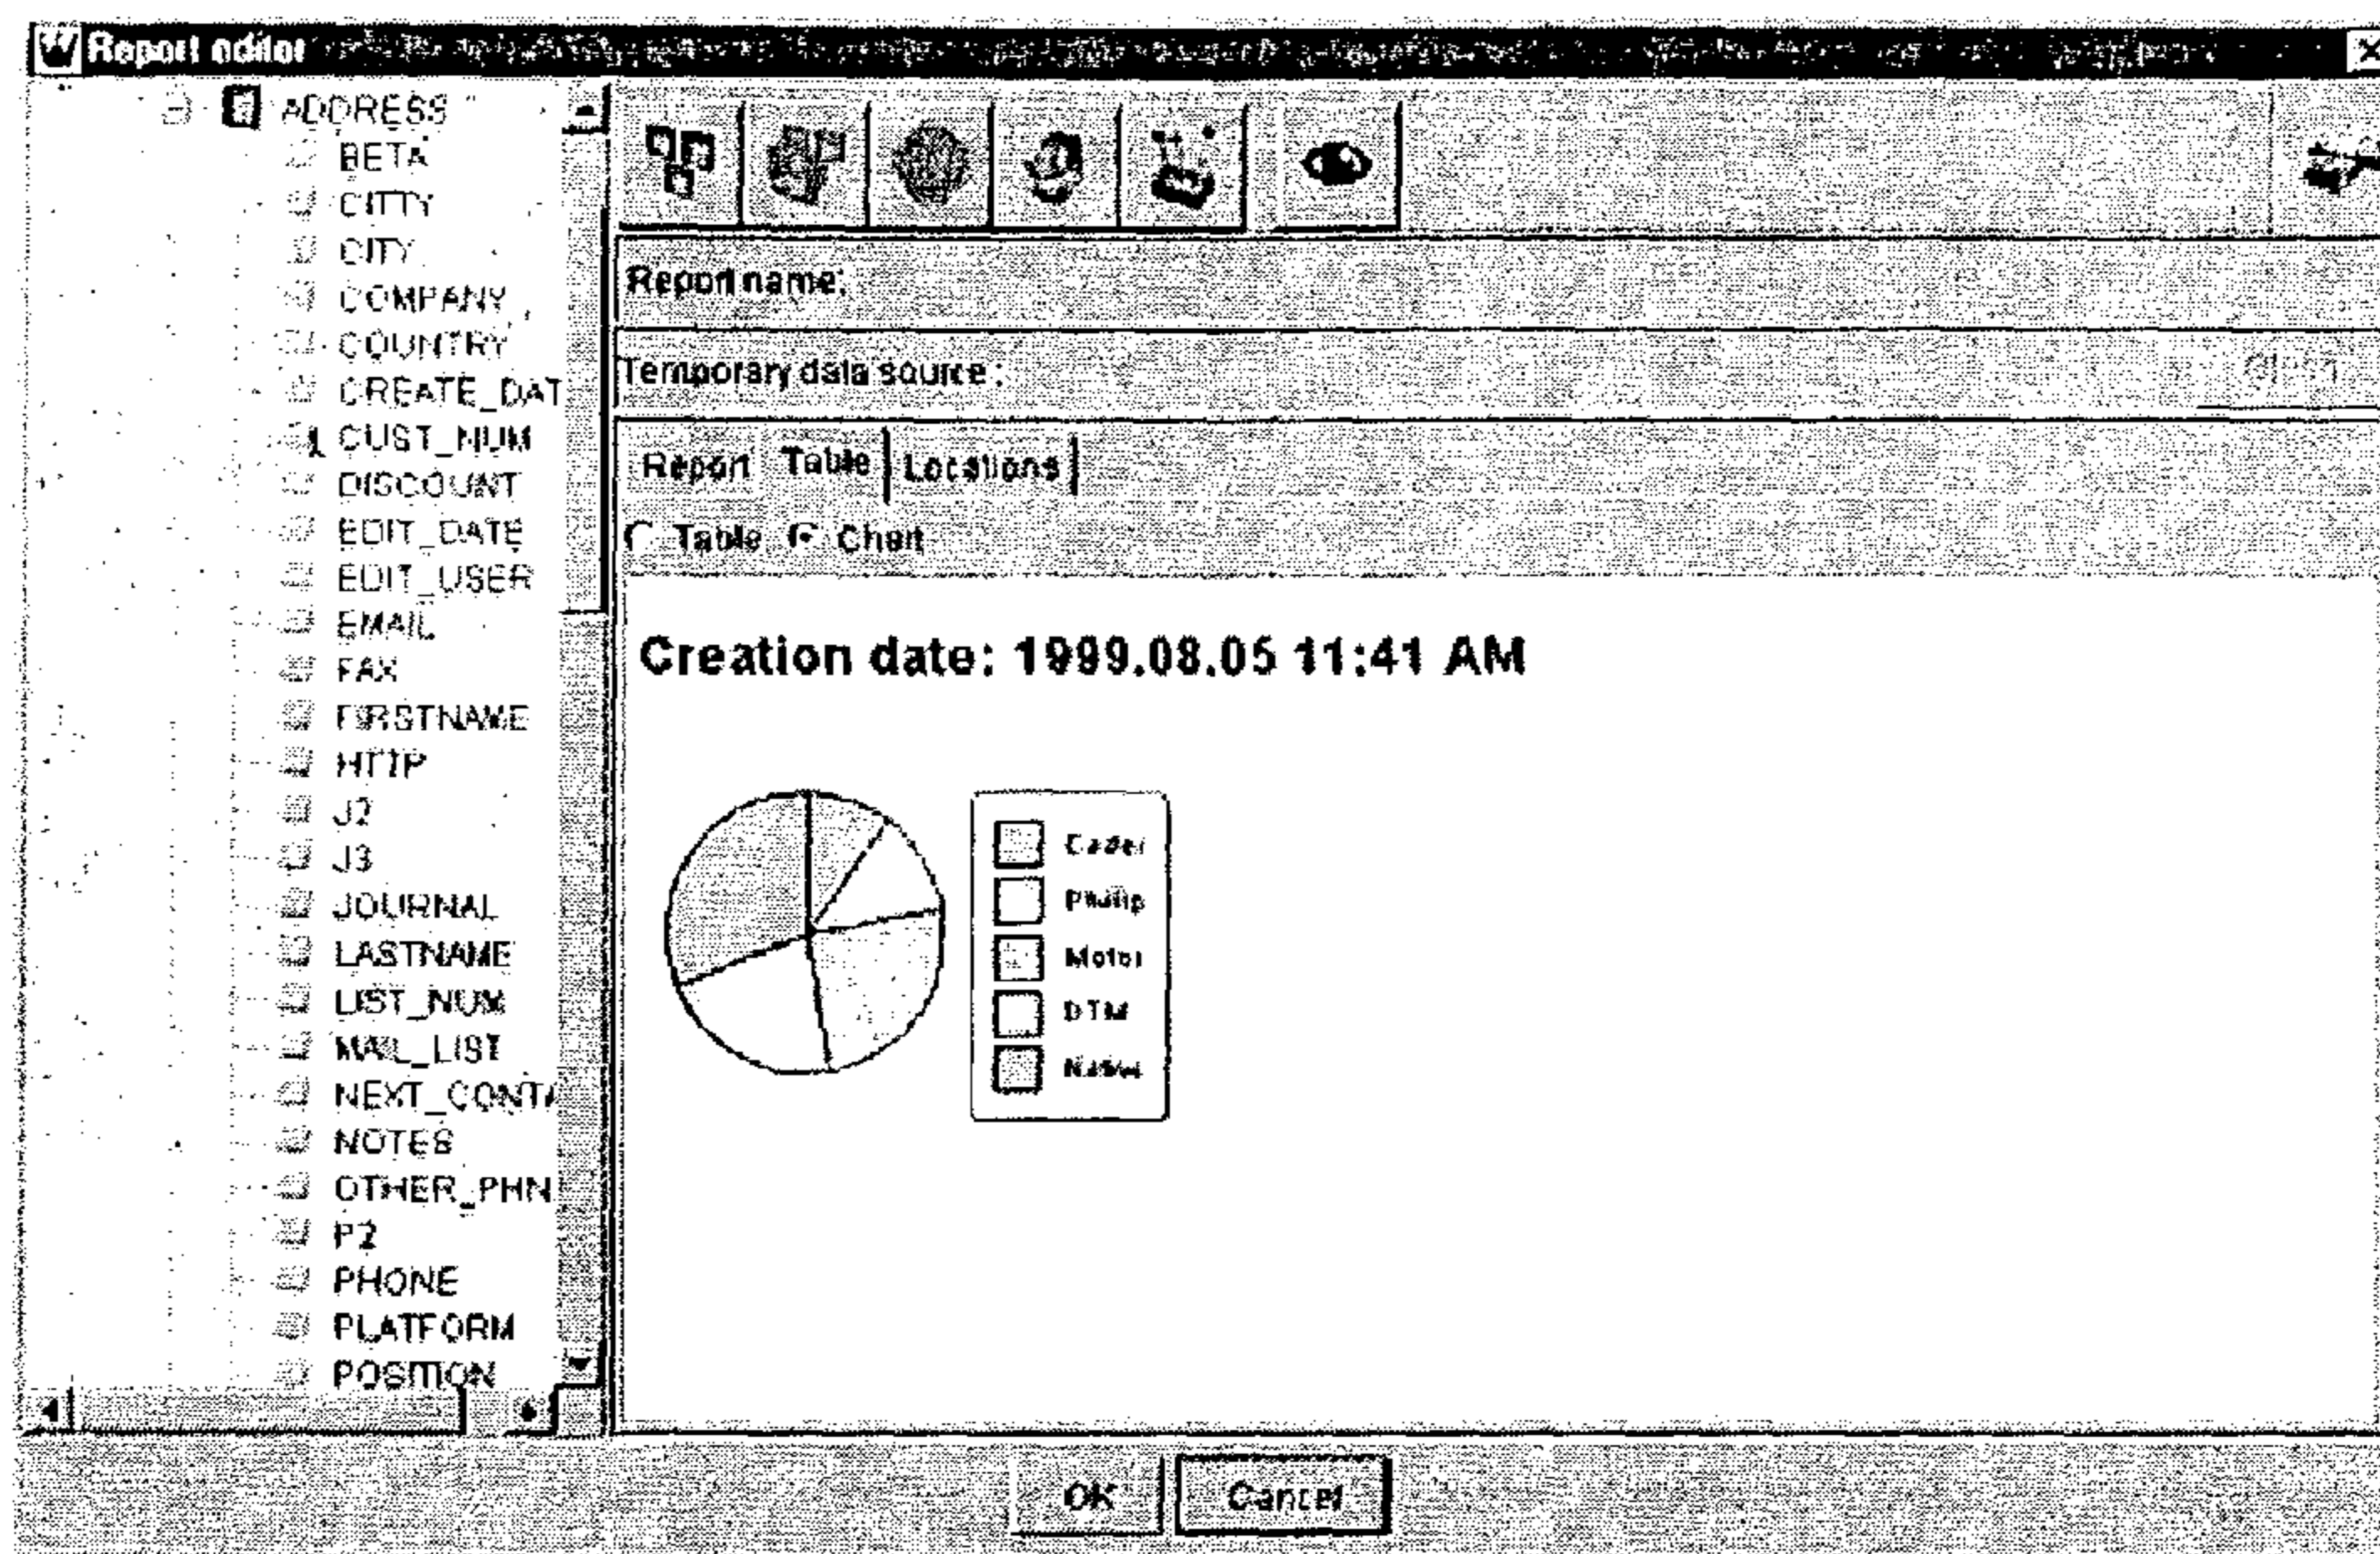 Report editor
ADDRESS
BETA
CITTY
CITY
COMPANY
COUNTRY
CREATE_DAT
CUST_NUM
DISCOUNT
EDIT_DATE
EDIT_USER
EMAIL
FAX
FIRSTNAME
HTTP
J2
J3
JOURNAL
LASTNAME
LIST_NUM
MAIL_LIST
NEXT_CONTA
NOTES
OTHER_PHN
P2
PHONE
PLATFORM
POSITION
Report name:
Temporary data source :
Report Table Locations
Table Chart
Creation date: 1999.08.05 11:41 AM
Philip
Motor
DTM
OK Cancel